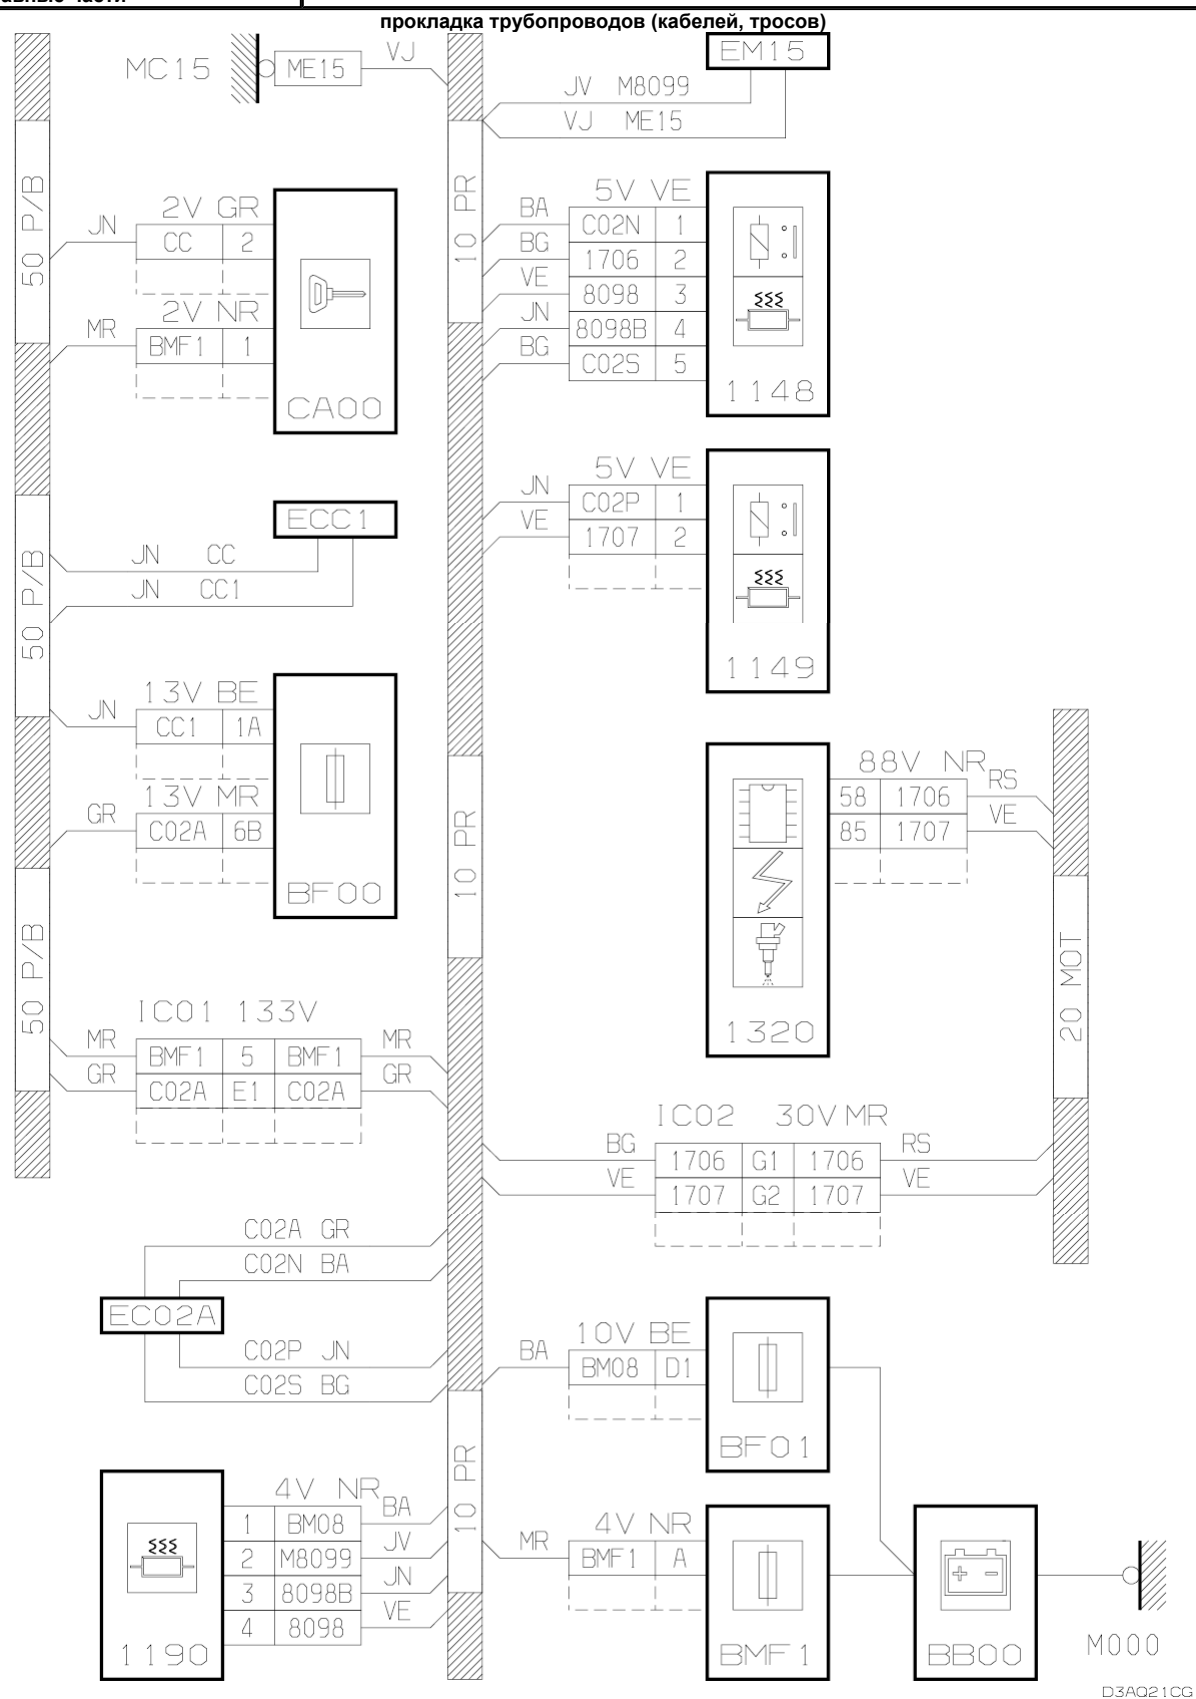 прокладка трубопроводов (кабелей, тросов)
MC15
ME15
VJ
EM15
JV M8099
VJ ME15
50 P/B
10 PR
2V GR
JN
CC 2
2V NR
MR
BMF1 1
CA00
5V VE
BA
C02N 1
BG
1706 2
VE
8098 3
JN
8098B 4
BG
C02S 5
1148
5V VE
JN
C02P 1
VE
1707 2
1149
ECC1
JN CC
JN CC1
50 P/B
13V BE
JN
CC1 1A
13V MR
GR
C02A 6B
BF00
10 PR
88V NR
58 1706
RS
85 1707
VE
1320
20 MOT
50 P/B
IC01 133V
MR
BMF1 5 BMF1
MR
GR
C02A E1 C02A
GR
IC02 30V MR
BG
1706 G1 1706
RS
VE
1707 G2 1707
VE
C02A GR
C02N BA
EC02A
C02P JN
C02S BG
10V BE
BA
BM08 D1
BF01
10 PR
4V NR
1 BM08
BA
2 M8099
JV
3 8098B
JN
4 8098
VE
1190
4V NR
MR
BMF1 A
BMF1
BB00
M000
D3AQ21CG